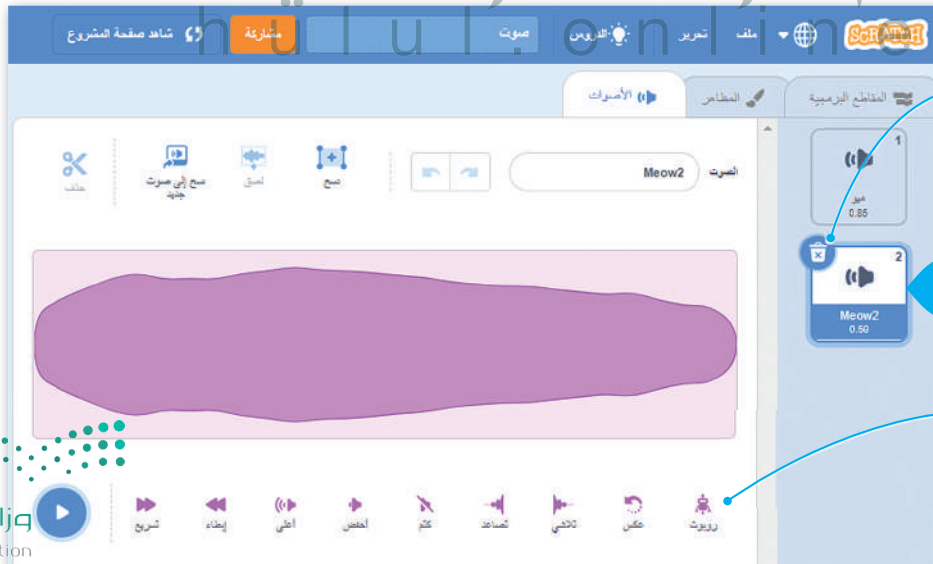 hulul.online
SCRATCH ملف تحرير الدروس صوت مشاركة شاهد صفحة المشروع
المقاطع البرمجية المظاهر الأصوات
1
ميو
0.85
2
Meow2
0.50
الصوت Meow2 نسخ لصق نسخ إلى صوت جديد حذف
روبوت عكس تلاشي تصاعد كتم أخفض أعلى إبطاء تسريع